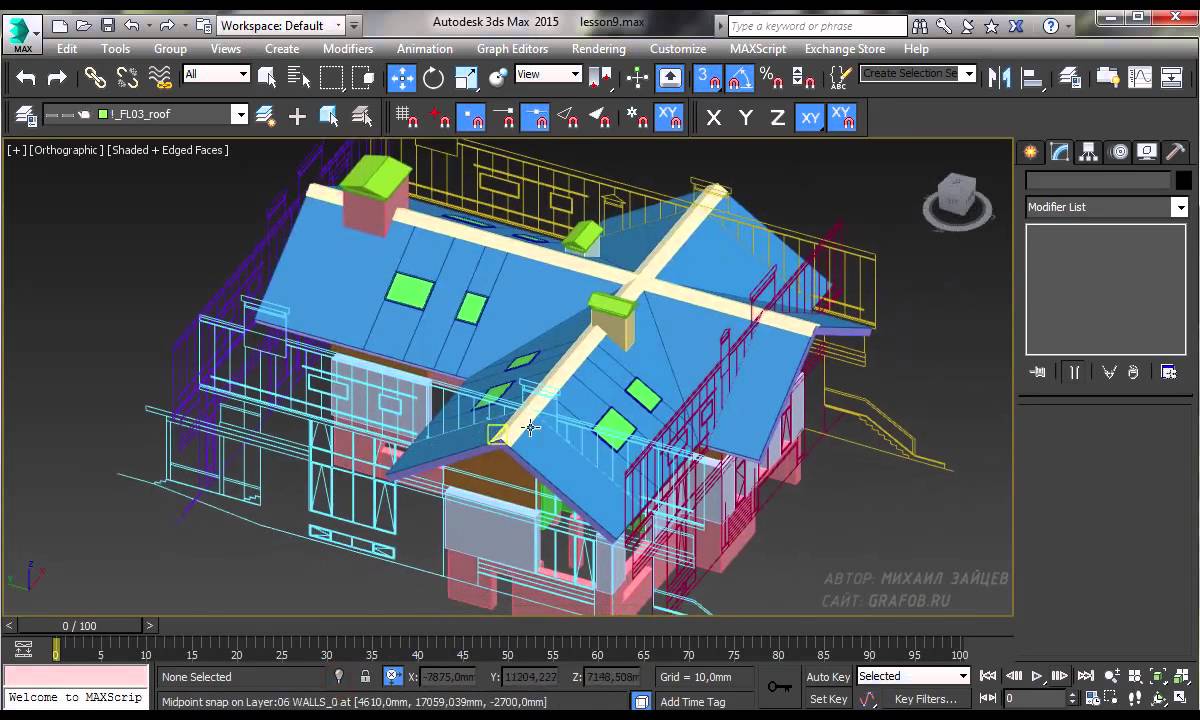 MAX
Workspace: Default
Autodesk 3ds Max 2015 lesson9.max
Type a keyword or phrase
Edit Tools Group Views Create Modifiers Animation Graph Editors Rendering Customize MAXScript Exchange Store Help
All
View
3
ABC
Create Selection Se
!_FL03_roof
XY
X Y Z XY XY
[ + ] [Orthographic ] [Shaded + Edged Faces ]
Modifier List
АВТОР: МИХАИЛ ЗАЙЦЕВ
САЙТ: GRAFOB.RU
< 0 / 100 >
0 5 10 15 20 25 30 35 40 45 50 55 60 65 70 75 80 85 90 95 100
None Selected
X: -7875,0mm
Y: 11204,227
Z: 7148,508m
Grid = 10,0mm
Auto Key
Selected
Welcome to MAXScrip
Midpoint snap on Layer:06 WALLS_0 at [4610,0mm, 17059,039mm, -2700,0mm]
Add Time Tag
Set Key
Key Filters...
0